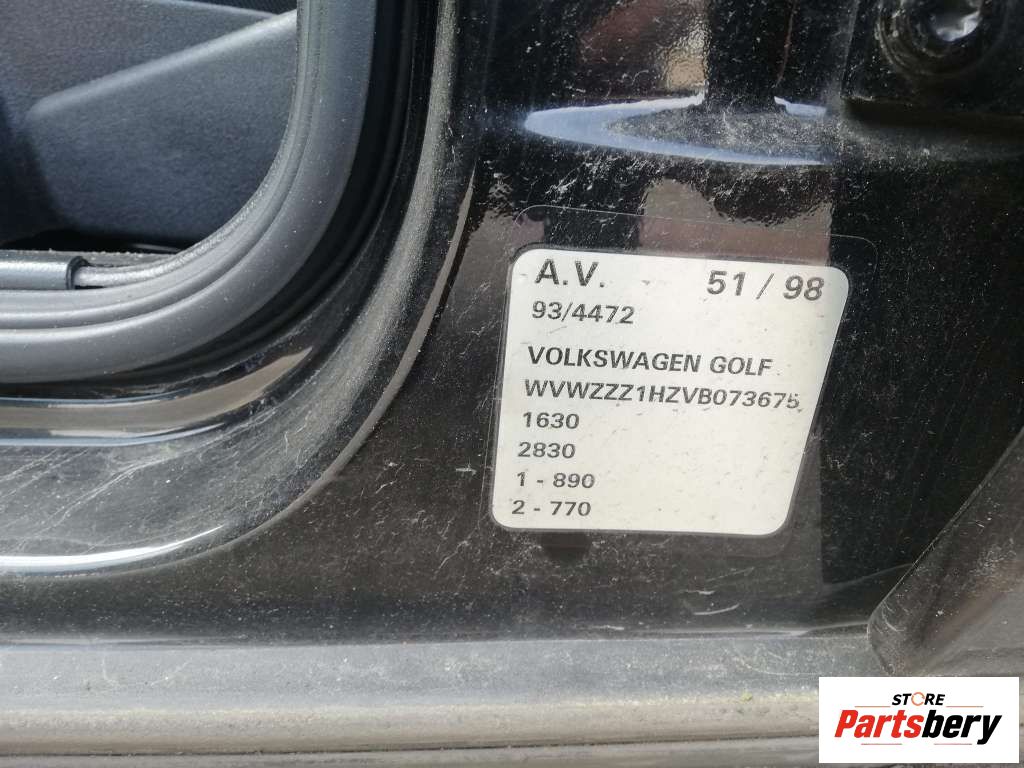 A.V. 51 / 98
93/4472
VOLKSWAGEN GOLF
WVWZZZ1HZVB073675
1630
2830
1 - 890
2 - 770
STORE
Partsbery